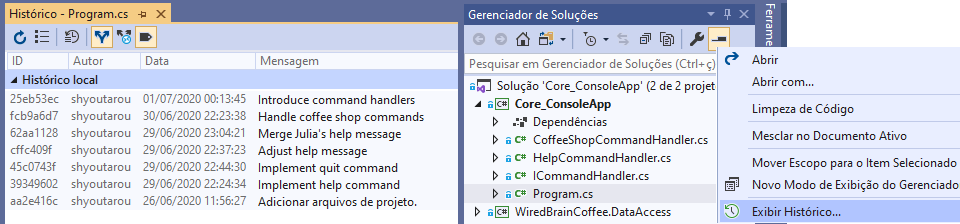 Histórico - Program.cs
ID Autor Data Mensagem
Histórico local
25eb53ec shyoutarou 01/07/2020 00:13:45 Introduce command handlers
fcb9a6d7 shyoutarou 30/06/2020 22:23:38 Handle coffee shop commands
62aa1128 shyoutarou 29/06/2020 23:04:21 Merge Julia's help message
cffc409f shyoutarou 29/06/2020 22:37:23 Adjust help message
45c0743f shyoutarou 29/06/2020 22:44:30 Implement quit command
39349602 shyoutarou 29/06/2020 22:24:34 Implement help command
aa2e416c shyoutarou 26/06/2020 11:56:27 Adicionar arquivos de projeto.
Gerenciador de Soluções
Pesquisar em Gerenciador de Soluções (Ctrl+ç)
Solução 'Core_ConsoleApp' (2 de 2 projet
Core_ConsoleApp
Dependências
CoffeeShopCommandHandler.cs
HelpCommandHandler.cs
ICommandHandler.cs
Program.cs
WiredBrainCoffee.DataAccess
Ferrame
Abrir
Abrir com...
Limpeza de Código
Mesclar no Documento Ativo
Mover Escopo para o Item Selecionado
Novo Modo de Exibição do Gerenciado
Exibir Histórico...